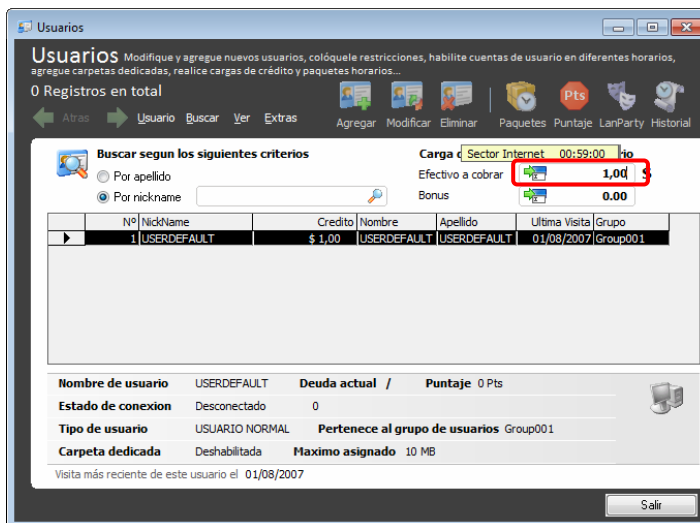 Usuarios
Usuarios Modifique y agregue nuevos usuarios, colóquele restricciones, habilite cuentas de usuario en diferentes horarios,
agregue carpetas dedicadas, realice cargas de crédito y paquetes horarios...
0 Registros en total
Atras Usuario Buscar Ver Extras
Agregar Modificar Eliminar Paquetes Puntaje LanParty Historial
Pts
Buscar segun los siguientes criterios
Por apellido
Por nickname
Carga
Sector Internet 00:59:00
Efectivo a cobrar 1,00 $
Bonus 0.00
Nº NickName Credito Nombre Apellido Ultima Visita Grupo
1 USERDEFAULT $ 1,00 USERDEFAULT USERDEFAULT 01/08/2007 Group001
Nombre de usuario USERDEFAULT Deuda actual / Puntaje 0 Pts
Estado de conexion Desconectado 0
Tipo de usuario USUARIO NORMAL Pertenece al grupo de usuarios Group001
Carpeta dedicada Deshabilitada Maximo asignado 10 MB
Visita más reciente de este usuario el 01/08/2007
Salir